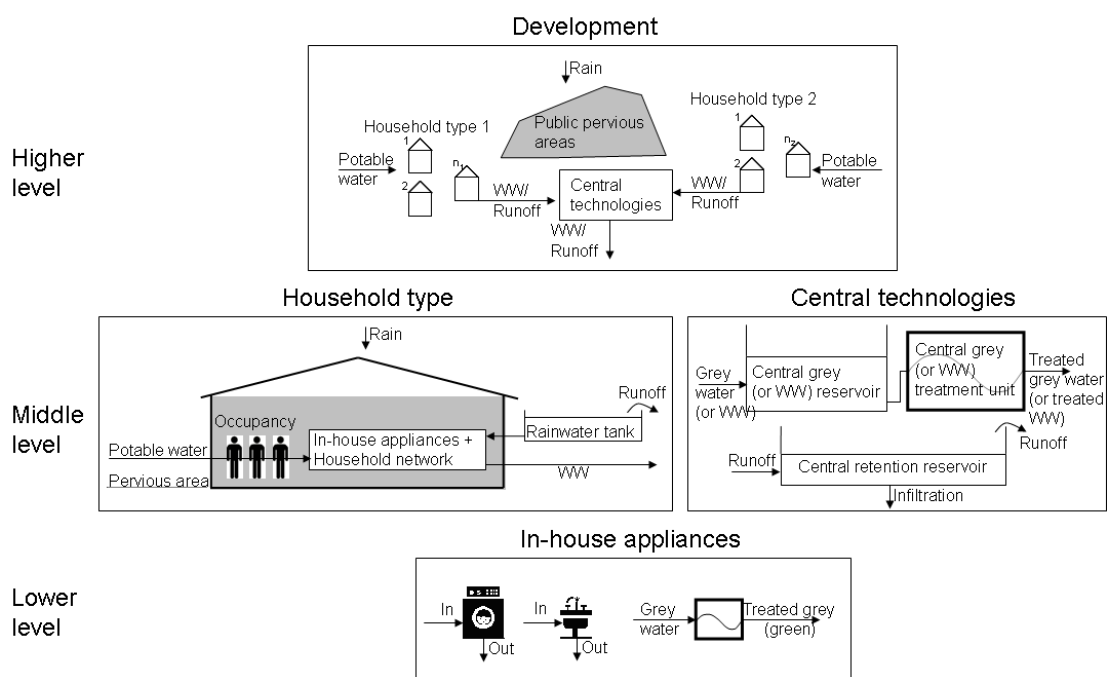 Development
Higher
level
Rain
Household type 1
Household type 2
Public pervious
areas
1
2
n1
1
2
n2
Potable
water
Potable
water
WW/
Runoff
Central
technologies
WW/
Runoff
WW/
Runoff
Household type
Central technologies
Middle
level
Rain
Occupancy
Runoff
Rainwater tank
In-house appliances +
Household network
Potable water
Pervious area
WW
Grey
water
(or WW)
Central grey
(or WW)
reservoir
Central grey
(or WW)
treatment unit
Treated
grey water
(or treated
WW)
Runoff
Runoff
Central retention reservoir
Infiltration
In-house appliances
Lower
level
In
Out
In
Out
Grey
water
Treated grey
(green)